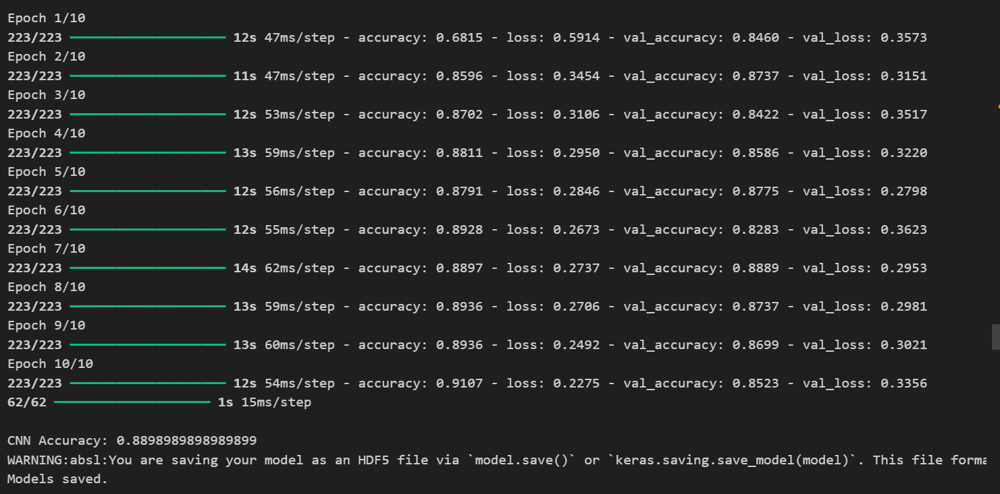 Epoch 1/10
223/223 ━━━━━━━━━━━━━━━━━━━━ 12s 47ms/step - accuracy: 0.6815 - loss: 0.5914 - val_accuracy: 0.8460 - val_loss: 0.3573
Epoch 2/10
223/223 ━━━━━━━━━━━━━━━━━━━━ 11s 47ms/step - accuracy: 0.8596 - loss: 0.3454 - val_accuracy: 0.8737 - val_loss: 0.3151
Epoch 3/10
223/223 ━━━━━━━━━━━━━━━━━━━━ 12s 53ms/step - accuracy: 0.8702 - loss: 0.3106 - val_accuracy: 0.8422 - val_loss: 0.3517
Epoch 4/10
223/223 ━━━━━━━━━━━━━━━━━━━━ 13s 59ms/step - accuracy: 0.8811 - loss: 0.2950 - val_accuracy: 0.8586 - val_loss: 0.3220
Epoch 5/10
223/223 ━━━━━━━━━━━━━━━━━━━━ 12s 56ms/step - accuracy: 0.8791 - loss: 0.2846 - val_accuracy: 0.8775 - val_loss: 0.2798
Epoch 6/10
223/223 ━━━━━━━━━━━━━━━━━━━━ 12s 55ms/step - accuracy: 0.8928 - loss: 0.2673 - val_accuracy: 0.8283 - val_loss: 0.3623
Epoch 7/10
223/223 ━━━━━━━━━━━━━━━━━━━━ 14s 62ms/step - accuracy: 0.8897 - loss: 0.2737 - val_accuracy: 0.8889 - val_loss: 0.2953
Epoch 8/10
223/223 ━━━━━━━━━━━━━━━━━━━━ 13s 59ms/step - accuracy: 0.8936 - loss: 0.2706 - val_accuracy: 0.8737 - val_loss: 0.2981
Epoch 9/10
223/223 ━━━━━━━━━━━━━━━━━━━━ 13s 60ms/step - accuracy: 0.8936 - loss: 0.2492 - val_accuracy: 0.8699 - val_loss: 0.3021
Epoch 10/10
223/223 ━━━━━━━━━━━━━━━━━━━━ 12s 54ms/step - accuracy: 0.9107 - loss: 0.2275 - val_accuracy: 0.8523 - val_loss: 0.3356
62/62 ━━━━━━━━━━━━━━━━━━━━ 1s 15ms/step
CNN Accuracy: 0.8898989898989899
WARNING:absl:You are saving your model as an HDF5 file via `model.save()` or `keras.saving.save_model(model)`. This file forma
Models saved.